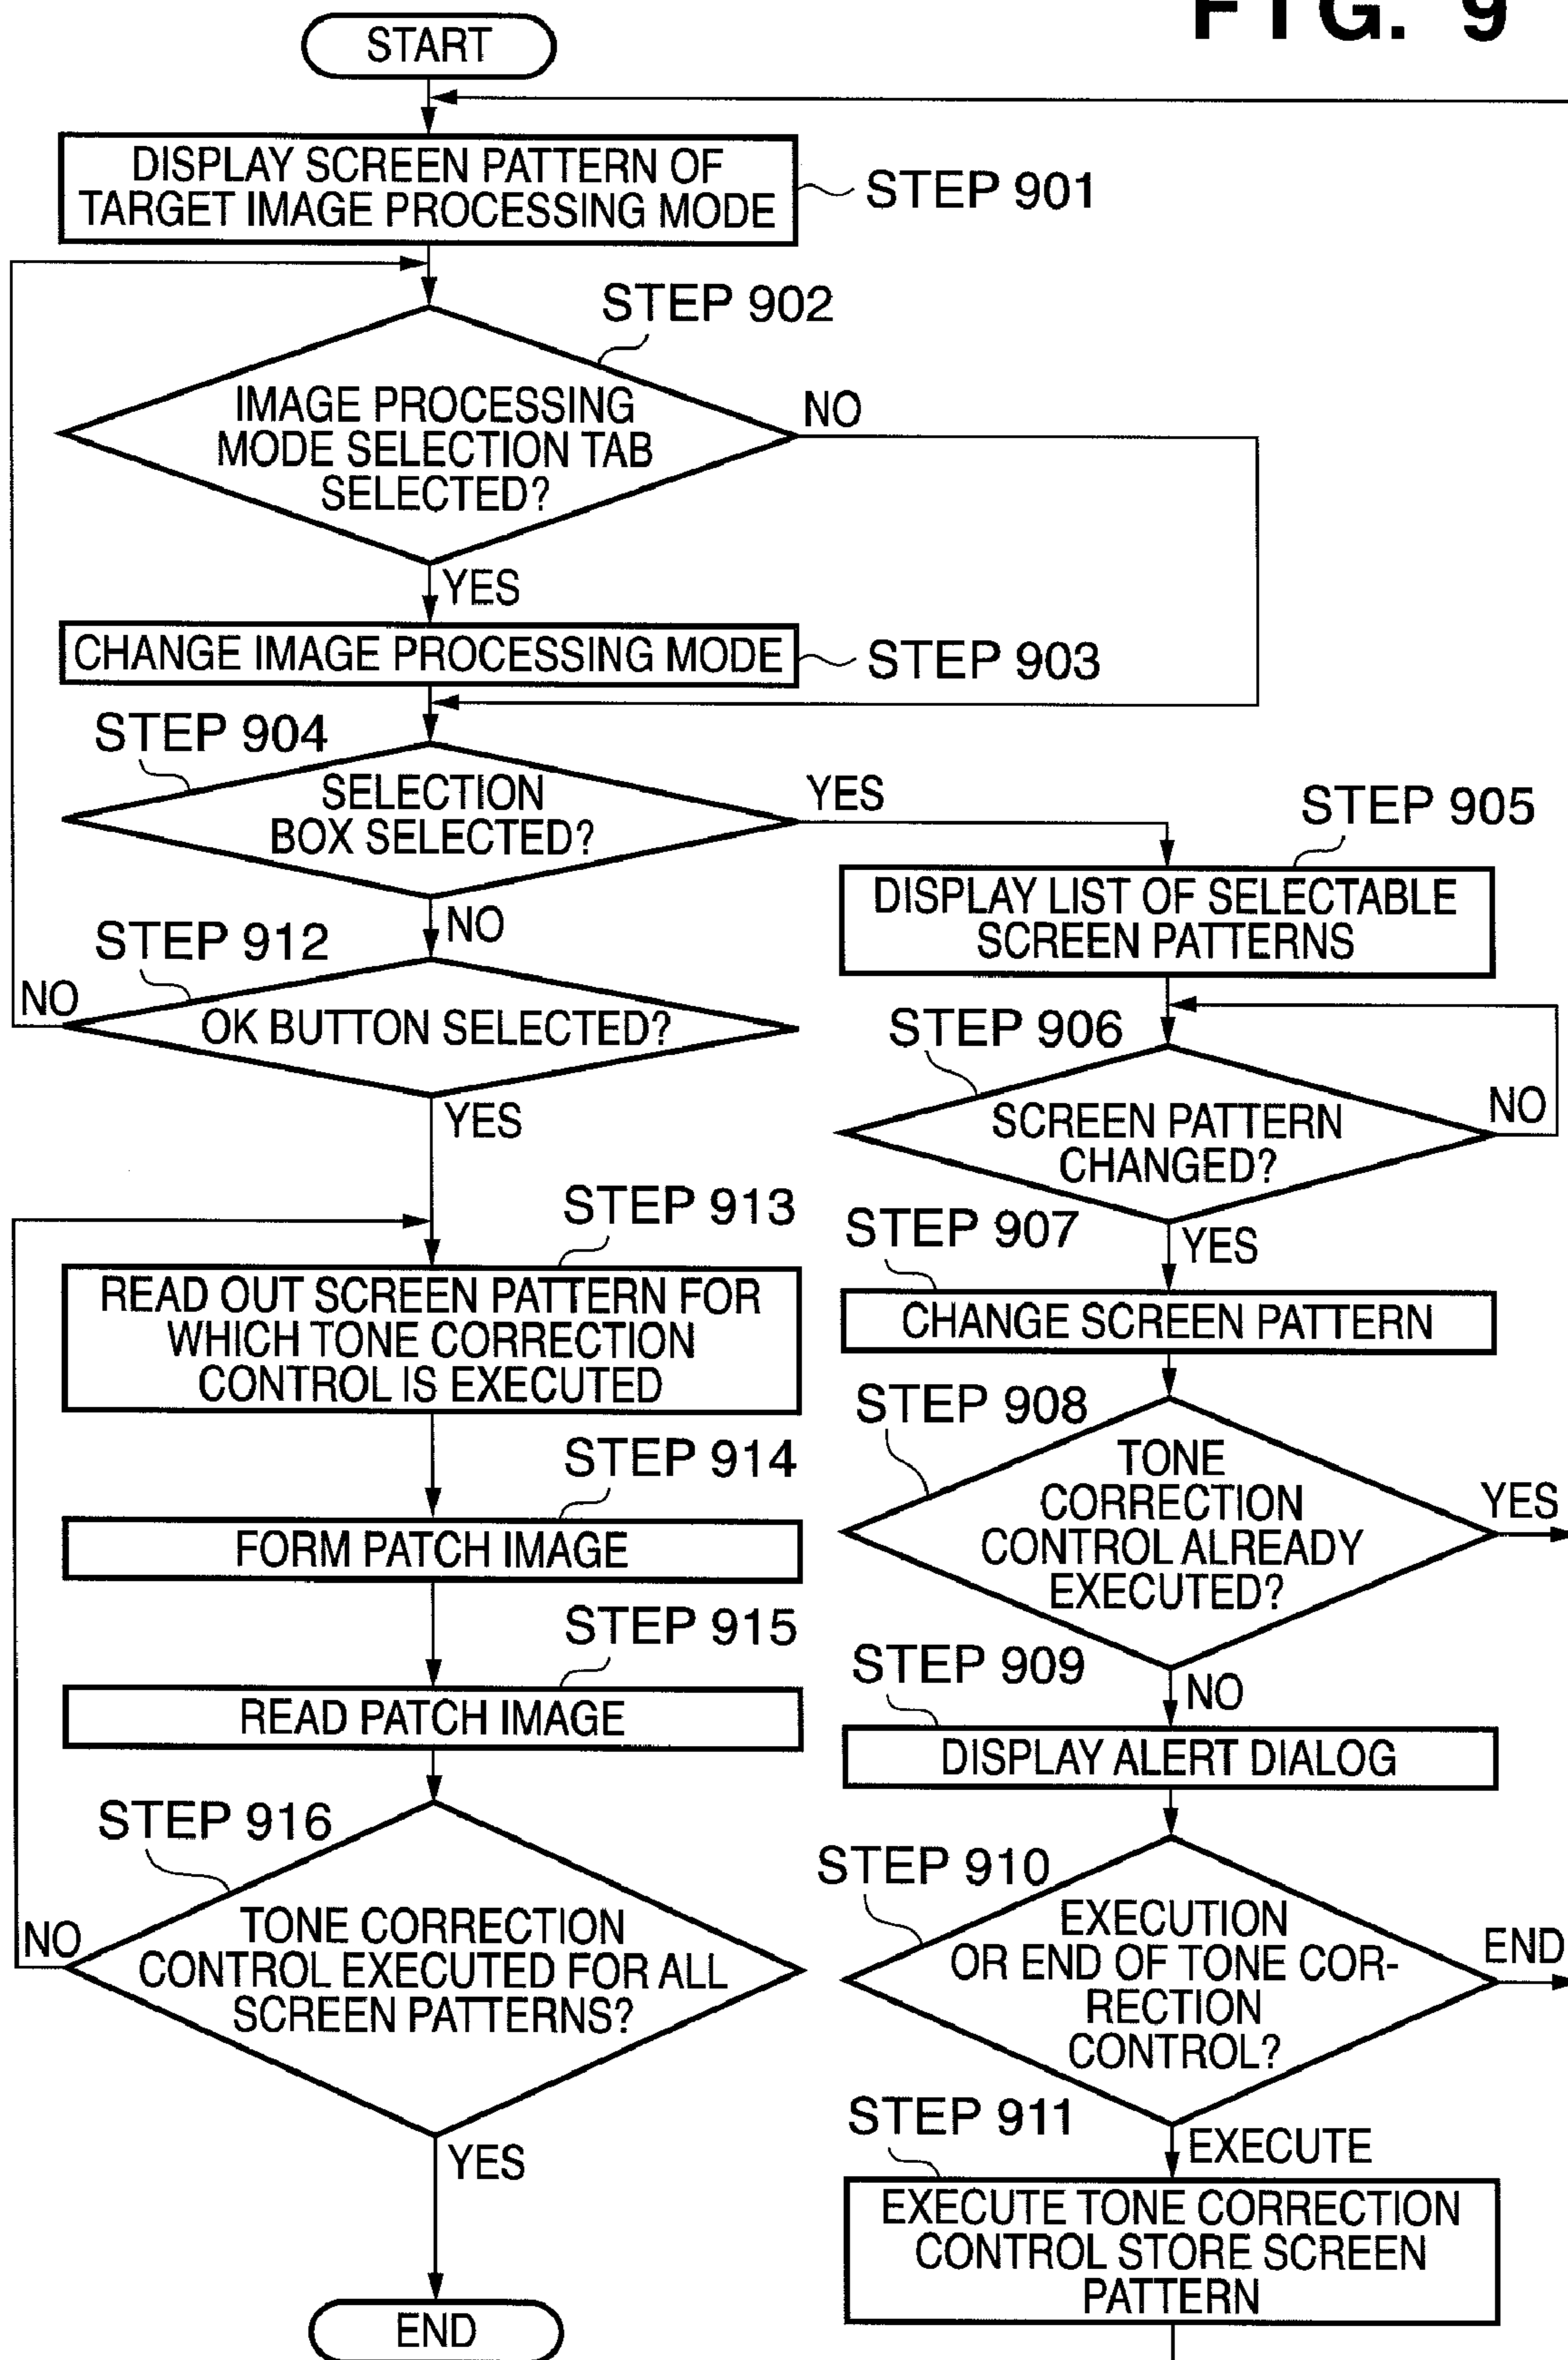 FIG. 9
START
DISPLAY SCREEN PATTERN OF
TARGET IMAGE PROCESSING MODE
STEP 901
STEP 902
IMAGE PROCESSING
MODE SELECTION TAB
SELECTED?
NO
YES
CHANGE IMAGE PROCESSING MODE
STEP 903
STEP 904
SELECTION
BOX SELECTED?
YES
NO
STEP 912
OK BUTTON SELECTED?
NO
YES
STEP 913
READ OUT SCREEN PATTERN FOR
WHICH TONE CORRECTION
CONTROL IS EXECUTED
STEP 914
FORM PATCH IMAGE
STEP 915
READ PATCH IMAGE
STEP 916
TONE CORRECTION
CONTROL EXECUTED FOR ALL
SCREEN PATTERNS?
NO
YES
END
STEP 905
DISPLAY LIST OF SELECTABLE
SCREEN PATTERNS
STEP 906
SCREEN PATTERN
CHANGED?
NO
YES
STEP 907
CHANGE SCREEN PATTERN
STEP 908
TONE
CORRECTION
CONTROL ALREADY
EXECUTED?
YES
NO
STEP 909
DISPLAY ALERT DIALOG
STEP 910
EXECUTION
OR END OF TONE COR-
RECTION
CONTROL?
END
EXECUTE
STEP 911
EXECUTE TONE CORRECTION
CONTROL STORE SCREEN
PATTERN